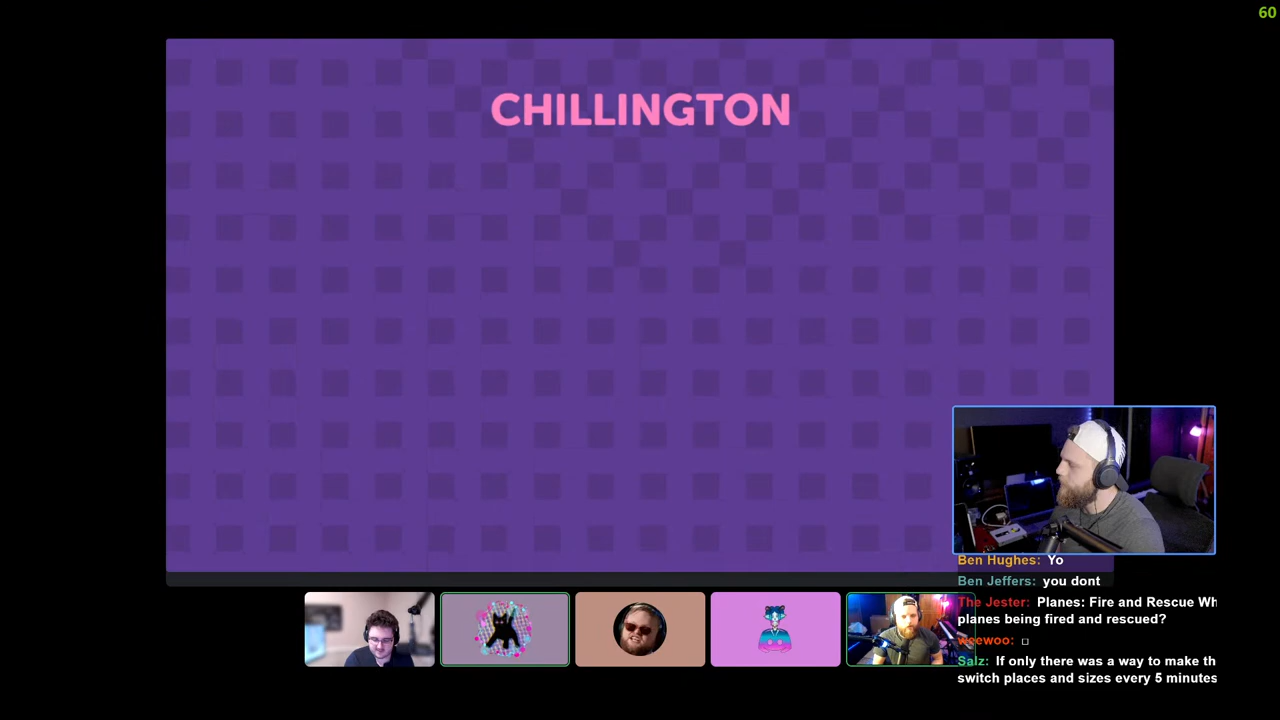 60
CHILLINGTON
Ben Hughes: Yo
Ben Jeffers: you dont
The Jester: Planes: Fire and Rescue Wh
planes being fired and rescued?
weewoo: □
Salz: If only there was a way to make th
switch places and sizes every 5 minutes